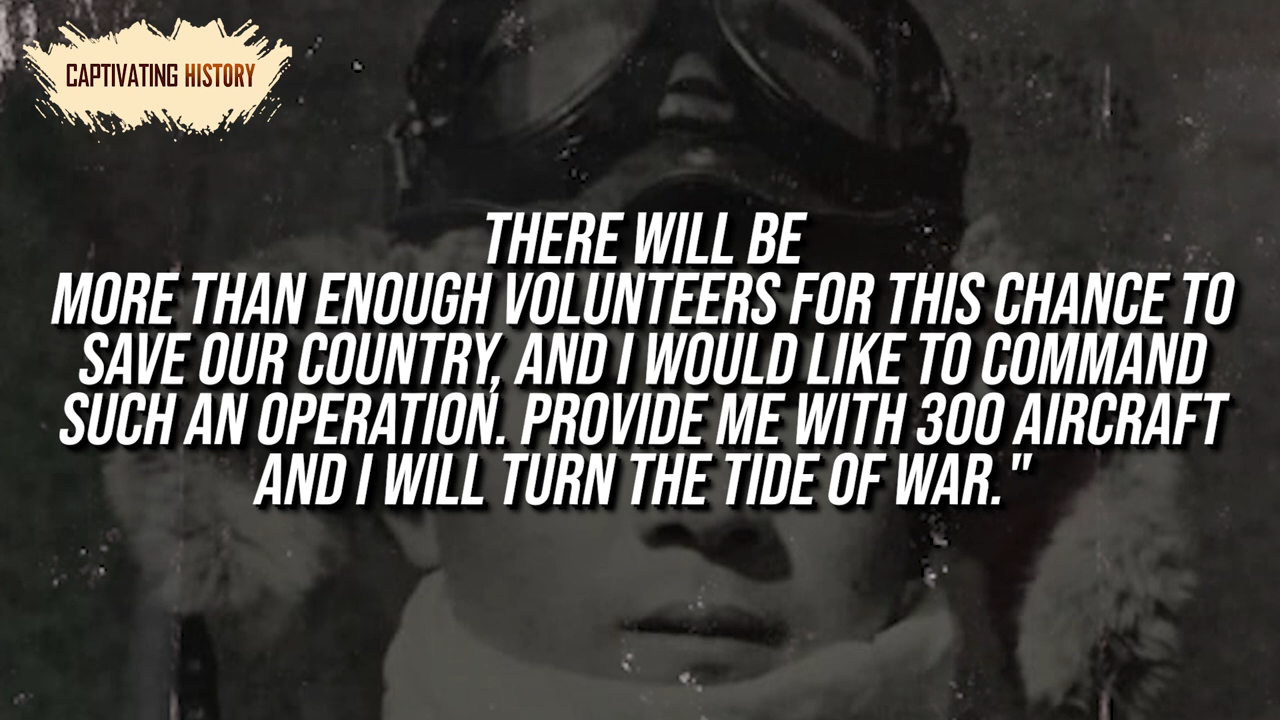 CAPTIVATING HISTORY
THERE WILL BE
MORE THAN ENOUGH VOLUNTEERS FOR THIS CHANCE TO
SAVE OUR COUNTRY, AND I WOULD LIKE TO COMMAND
SUCH AN OPERATION. PROVIDE ME WITH 300 AIRCRAFT
AND I WILL TURN THE TIDE OF WAR."